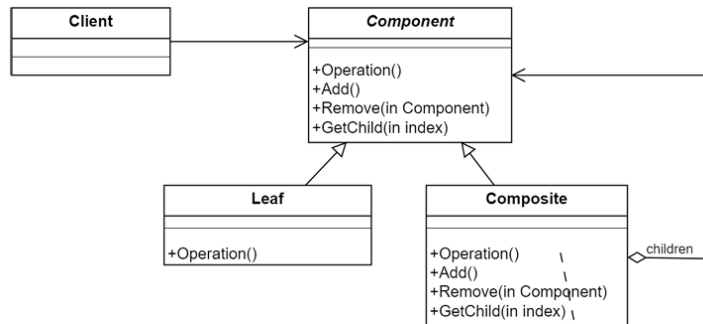 Client
Component
+Operation()
+Add()
+Remove(in Component)
+GetChild(in index)
Leaf
+Operation()
Composite
+Operation()
+Add()
+Remove(in Component)
+GetChild(in index)
children